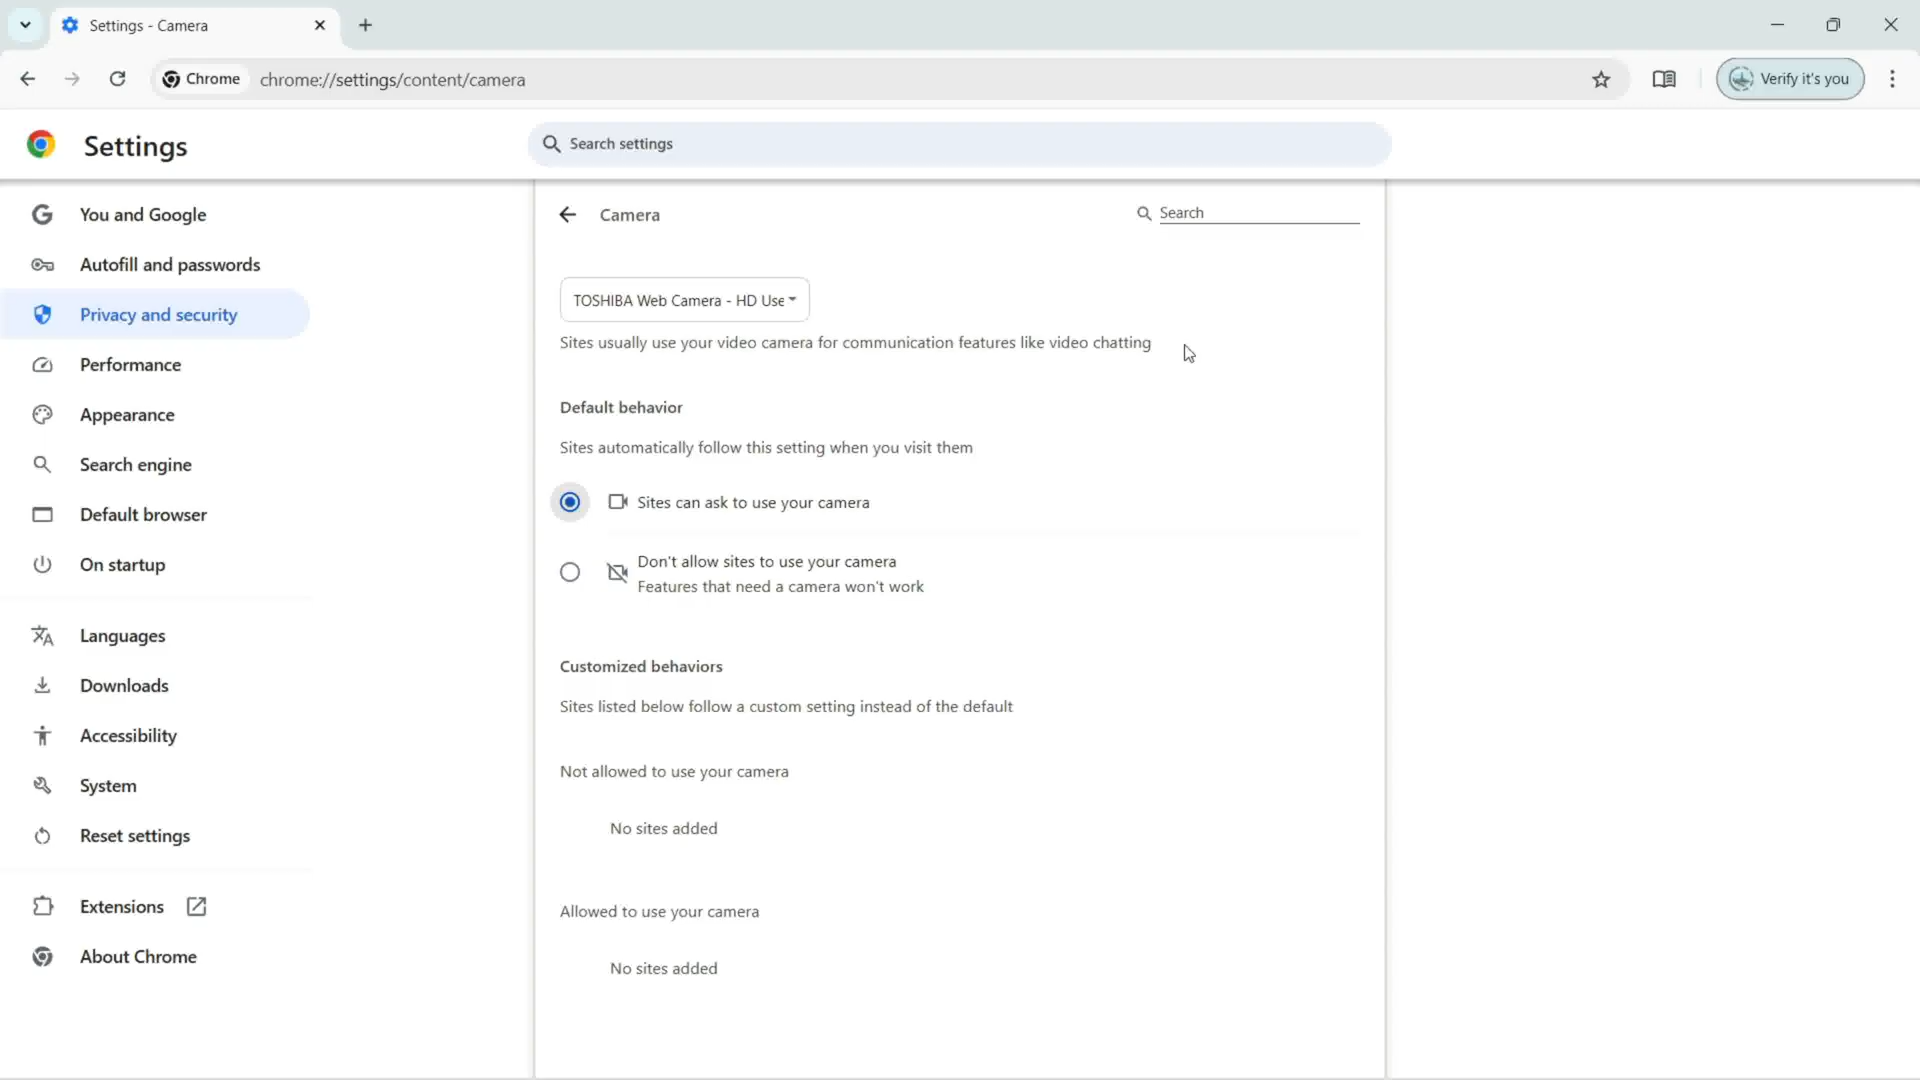 Settings - Camera
Chrome
chrome://settings/content/camera
Verify it's you
Settings
Search settings
You and Google
Autofill and passwords
Privacy and security
Performance
Appearance
Search engine
Default browser
On startup
Languages
Downloads
Accessibility
System
Reset settings
Extensions
About Chrome
Camera
Search
TOSHIBA Web Camera - HD Use
Sites usually use your video camera for communication features like video chatting
Default behavior
Sites automatically follow this setting when you visit them
Sites can ask to use your camera
Don't allow sites to use your camera
Features that need a camera won't work
Customized behaviors
Sites listed below follow a custom setting instead of the default
Not allowed to use your camera
No sites added
Allowed to use your camera
No sites added